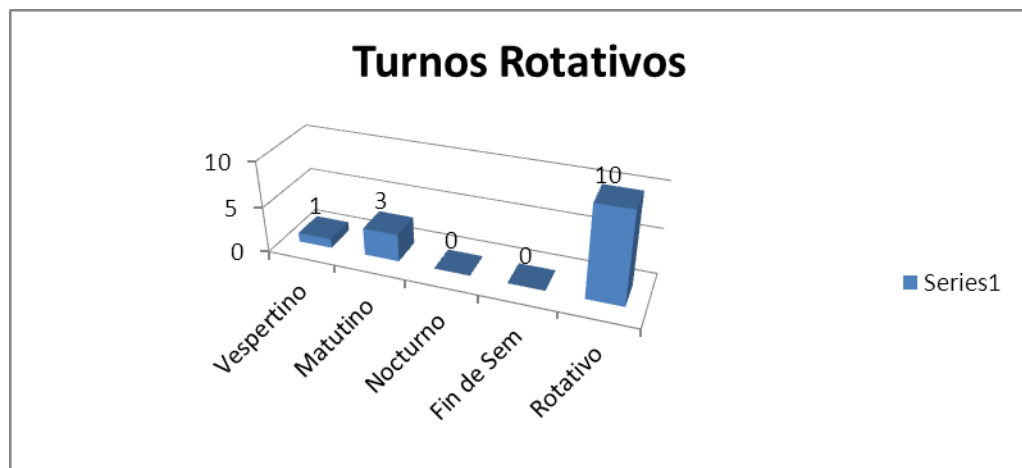 Turnos Rotativos
10
5
0
1
3
0
0
10
Vespertino
Matutino
Nocturno
Fin de Sem
Rotativo
Series1